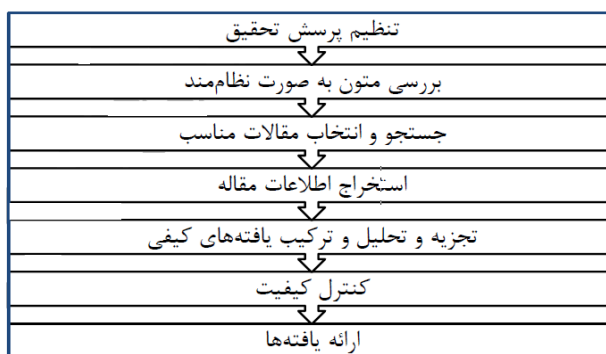 تنظیم پرسش تحقیق
بررسی متون به صورت نظام‌مند
جستجو و انتخاب مقالات مناسب
استخراج اطلاعات مقاله
تجزیه و تحلیل و ترکیب یافته‌های کیفی
کنترل کیفیت
ارائه یافته‌ها